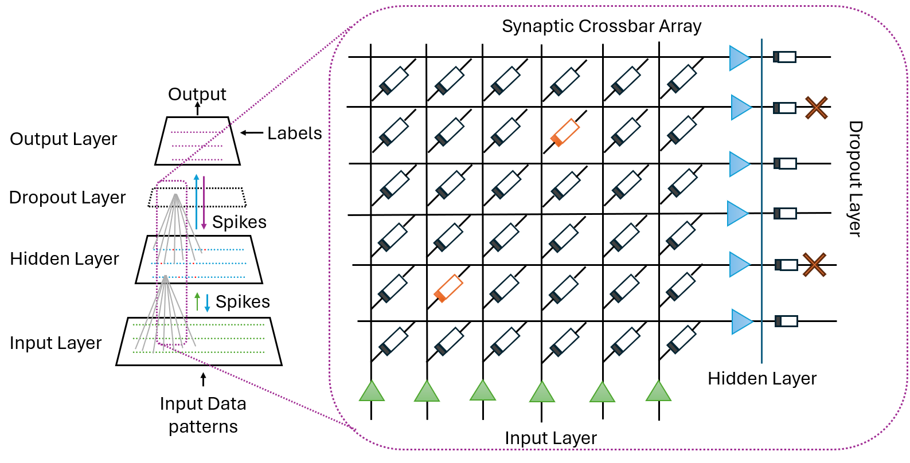 Output
Output Layer
Labels
Dropout Layer
Spikes
Hidden Layer
Spikes
Input Layer
Input Data
patterns
Synaptic Crossbar Array
Dropout Layer
Hidden Layer
Input Layer